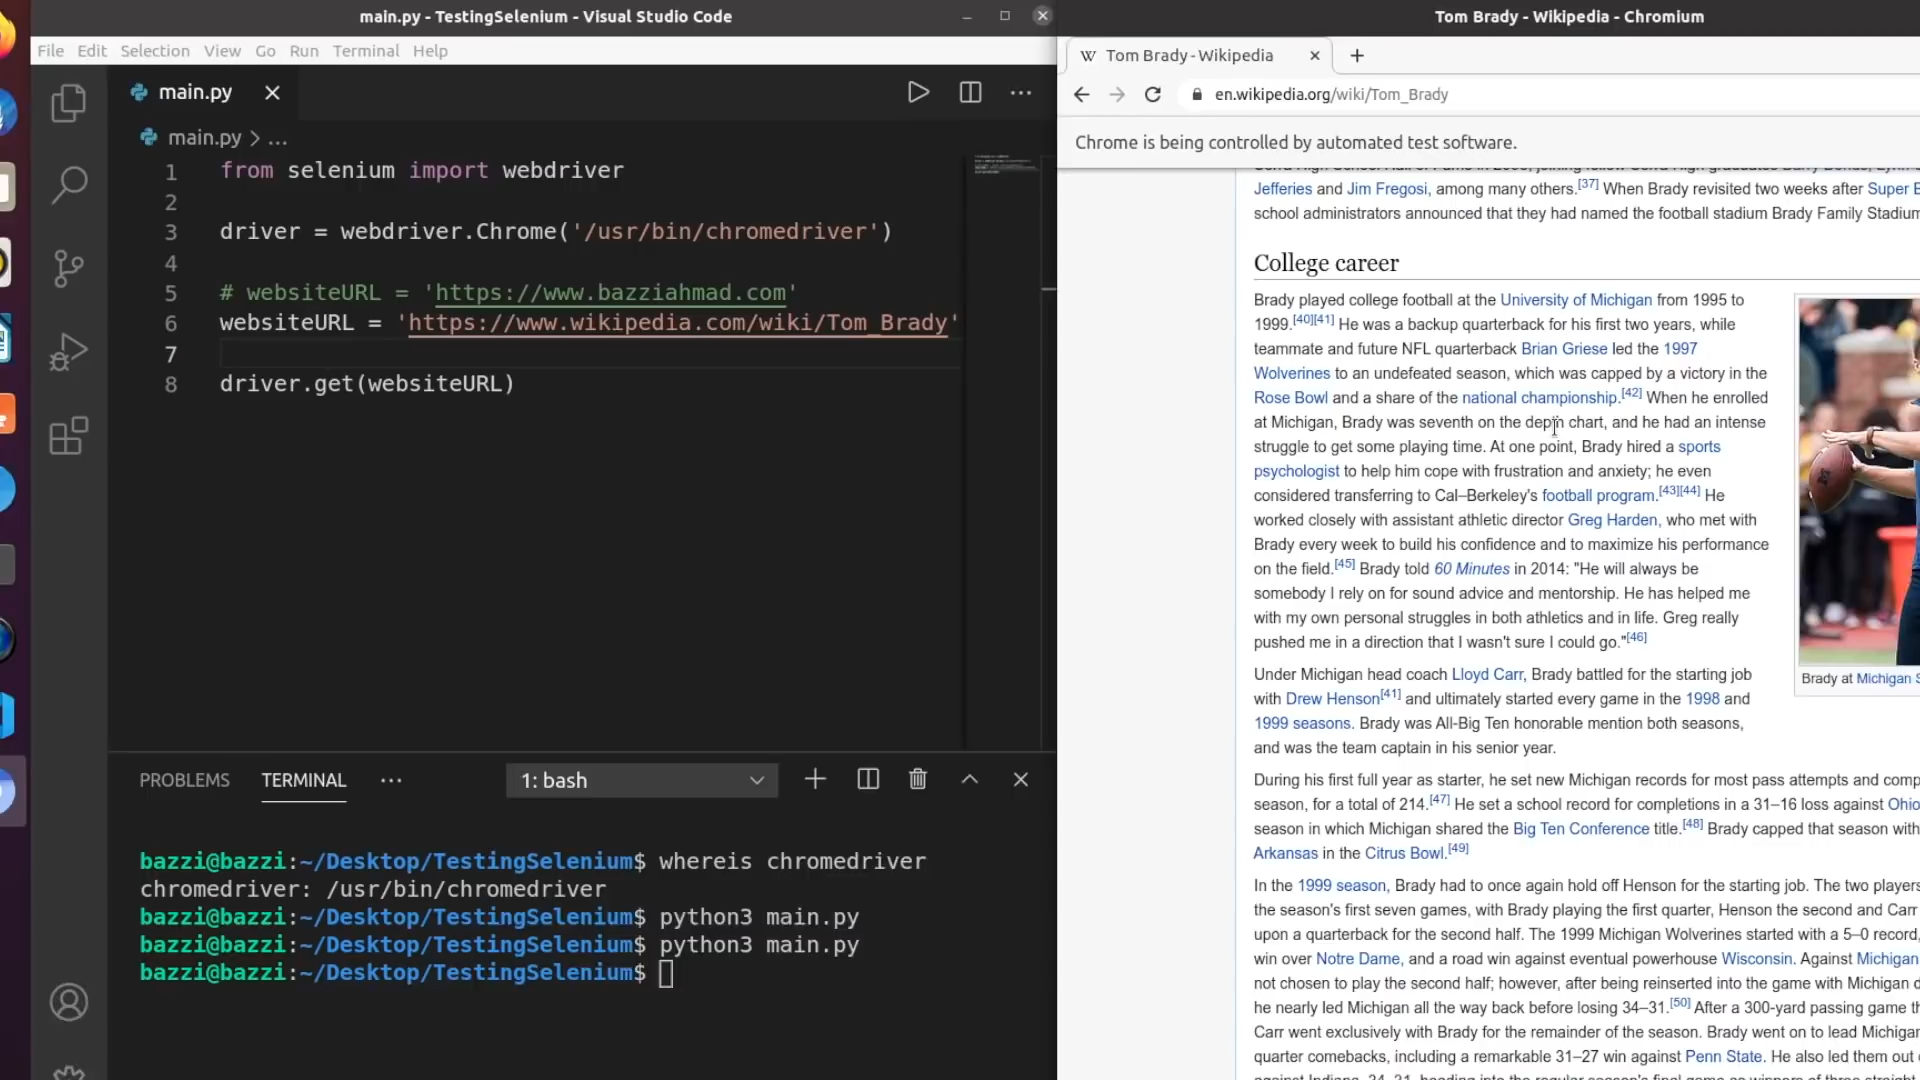 main.py - TestingSelenium - Visual Studio Code
File Edit Selection View Go Run Terminal Help
main.py
main.py > ...
1 from selenium import webdriver
2
3 driver = webdriver.Chrome('/usr/bin/chromedriver')
4
5 # websiteURL = 'https://www.bazziahmad.com'
6 websiteURL = 'https://www.wikipedia.com/wiki/Tom_Brady'
7
8 driver.get(websiteURL)
PROBLEMS TERMINAL ... 1: bash
bazzi@bazzi:~/Desktop/TestingSelenium$ whereis chromedriver
chromedriver: /usr/bin/chromedriver
bazzi@bazzi:~/Desktop/TestingSelenium$ python3 main.py
bazzi@bazzi:~/Desktop/TestingSelenium$ python3 main.py
bazzi@bazzi:~/Desktop/TestingSelenium$
Tom Brady - Wikipedia - Chromium
W Tom Brady - Wikipedia
en.wikipedia.org/wiki/Tom_Brady
Chrome is being controlled by automated test software.
Jefferies and Jim Fregosi, among many others.[37] When Brady revisited two weeks after Super
school administrators announced that they had named the football stadium Brady Family Stadium
College career
Brady played college football at the University of Michigan from 1995 to
1999.[40][41] He was a backup quarterback for his first two years, while
teammate and future NFL quarterback Brian Griese led the 1997
Wolverines to an undefeated season, which was capped by a victory in the
Rose Bowl and a share of the national championship.[42] When he enrolled
at Michigan, Brady was seventh on the depth chart, and he had an intense
struggle to get some playing time. At one point, Brady hired a sports
psychologist to help him cope with frustration and anxiety; he even
considered transferring to Cal–Berkeley's football program.[43][44] He
worked closely with assistant athletic director Greg Harden, who met with
Brady every week to build his confidence and to maximize his performance
on the field.[45] Brady told 60 Minutes in 2014: "He will always be
somebody I rely on for sound advice and mentorship. He has helped me
with my own personal struggles in both athletics and in life. Greg really
pushed me in a direction that I wasn't sure I could go."[46]
Brady at Michigan
Under Michigan head coach Lloyd Carr, Brady battled for the starting job
with Drew Henson[41] and ultimately started every game in the 1998 and
1999 seasons. Brady was All-Big Ten honorable mention both seasons,
and was the team captain in his senior year.
During his first full year as starter, he set new Michigan records for most pass attempts and
season, for a total of 214.[47] He set a school record for completions in a 31–16 loss against Ohio
season in which Michigan shared the Big Ten Conference title.[48] Brady capped that season with
Arkansas in the Citrus Bowl.[49]
In the 1999 season, Brady had to once again hold off Henson for the starting job. The two players
the season's first seven games, with Brady playing the first quarter, Henson the second and Carr
upon a quarterback for the second half. The 1999 Michigan Wolverines started with a 5–0 record,
win over Notre Dame, and a road win against eventual powerhouse Wisconsin. Against Michigan
not chosen to play the second half; however, after being reinserted into the game with Michigan
he nearly led Michigan all the way back before losing 34–31.[50] After a 300-yard passing game
Carr went exclusively with Brady for the remainder of the season. Brady went on to lead Michigan
quarter comebacks, including a remarkable 31–27 win against Penn State. He also led them out